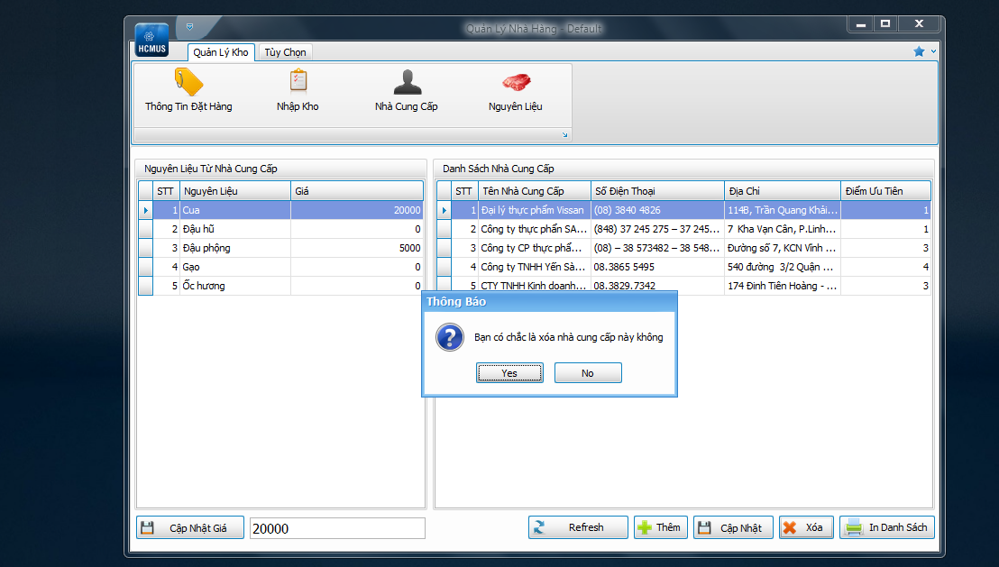 Quản Lý Nhà Hàng - Default
HCMUS
Quản Lý Kho Tùy Chọn
Thông Tin Đặt Hàng Nhập Kho Nhà Cung Cấp Nguyên Liệu
Nguyên Liệu Từ Nhà Cung Cấp
STT Nguyên Liệu Giá
1 Cua 20000
2 Đậu hũ 0
3 Đậu phộng 5000
4 Gạo 0
5 Ốc hương 0
Danh Sách Nhà Cung Cấp
STT Tên Nhà Cung Cấp Số Điện Thoại Địa Chỉ Điểm Ưu Tiên
1 Đại lý thực phẩm Vissan (08) 3840 4826 114B, Trần Quang Khải... 1
2 Công ty thực phẩn SA... (848) 37 245 275 – 37 245... 7 Kha Vạn Cân, P.Linh... 1
3 Công ty CP thực phẩ... (08) – 38 573482 – 38 548... Đường số 7, KCN Vĩnh ... 3
4 Công ty TNHH Yến Sà... 08.3865 5495 540 đường 3/2 Quận ... 4
5 CTY TNHH Kinh doanh... 08.3829.7342 174 Đinh Tiên Hoàng - ... 3
Thông Báo
Bạn có chắc là xóa nhà cung cấp này không
Yes No
Cập Nhật Giá 20000 Refresh Thêm Cập Nhật Xóa In Danh Sách